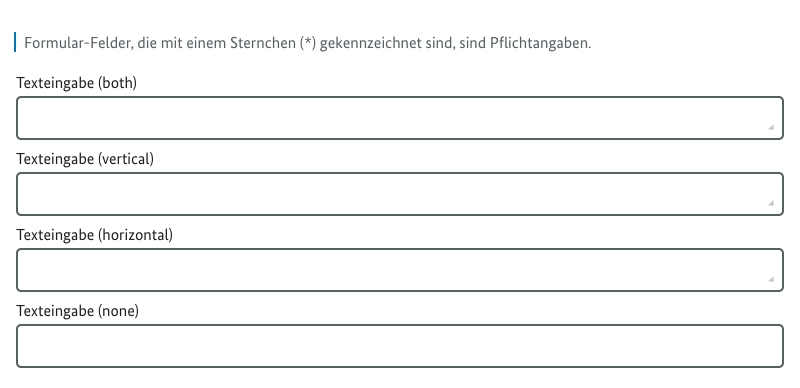 Formular-Felder, die mit einem Sternchen (*) gekennzeichnet sind, sind Pflichtangaben.
Texteingabe (both)
Texteingabe (vertical)
Texteingabe (horizontal)
Texteingabe (none)